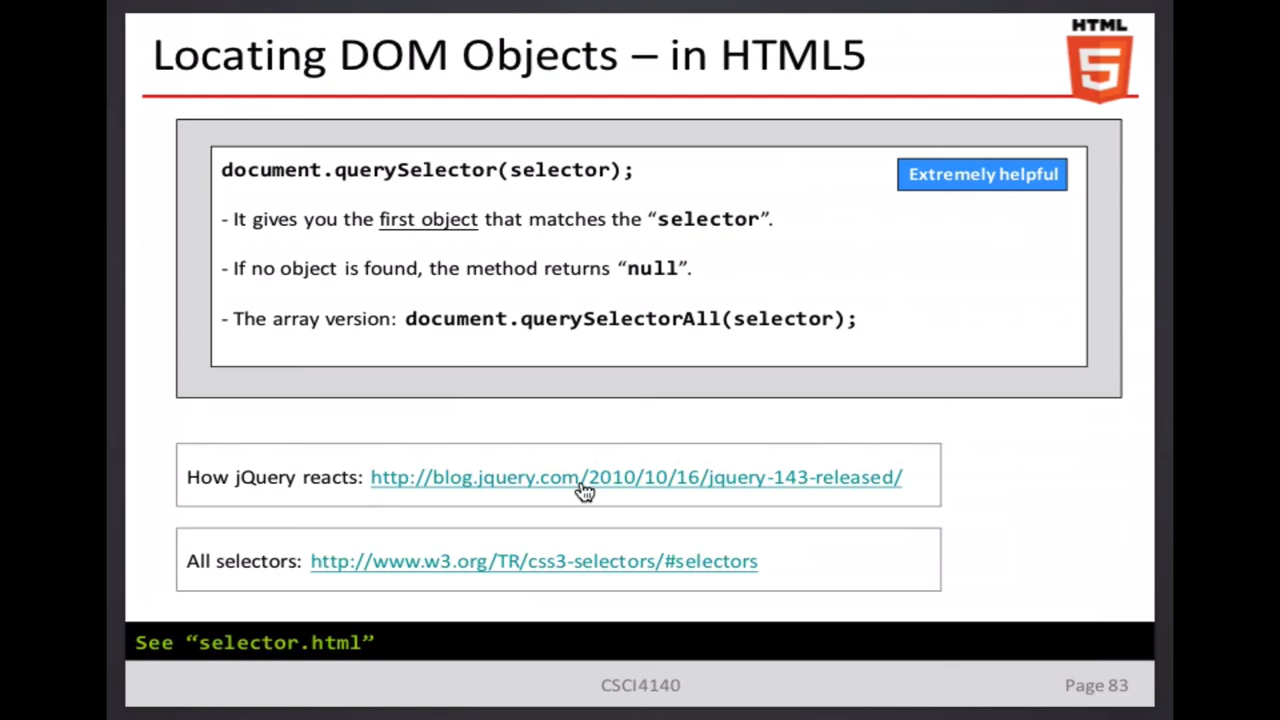 Locating DOM Objects – in HTML5
HTML
5
document.querySelector(selector);
Extremely helpful
- It gives you the first object that matches the “selector”.
- If no object is found, the method returns “null”.
- The array version: document.querySelectorAll(selector);
How jQuery reacts: http://blog.jquery.com/2010/10/16/jquery-143-released/
All selectors: http://www.w3.org/TR/css3-selectors/#selectors
See “selector.html”
CSCI4140
Page 83